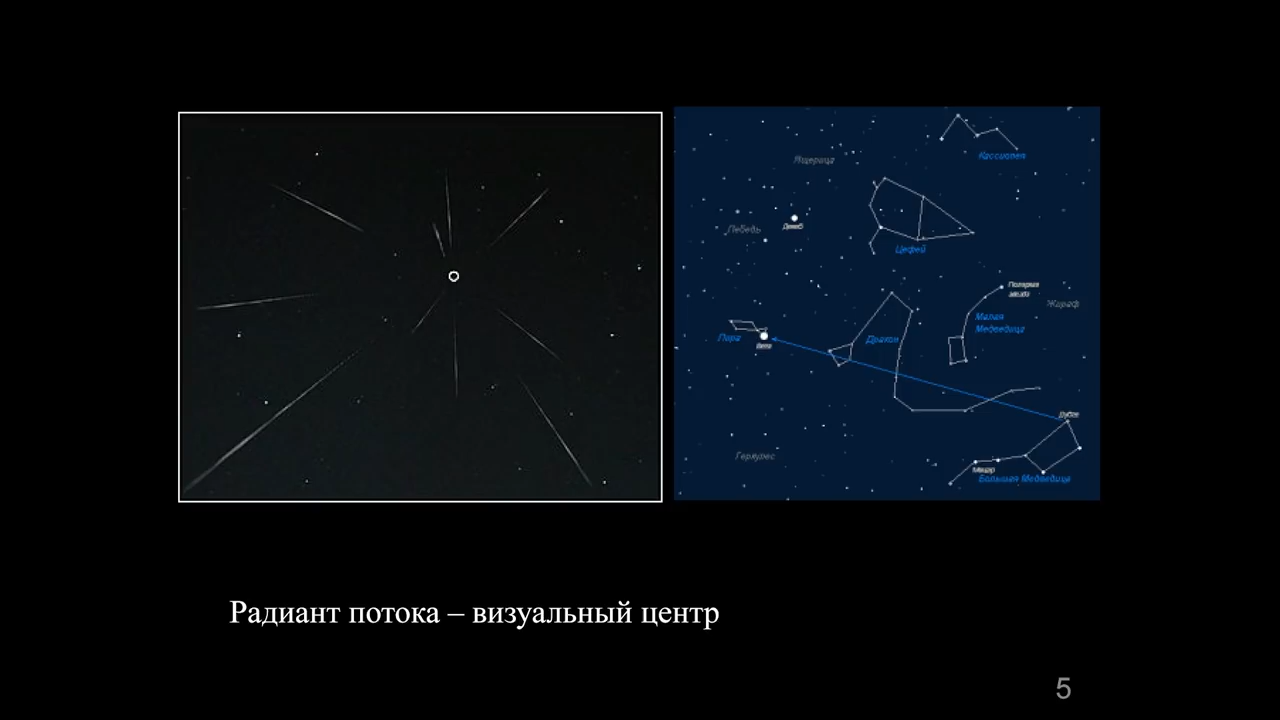 Кассиопея
Ящерица
Лебедь
Денеб
Цефей
Полярная
звезда
Жираф
Малая
Медведица
Лира
Вега
Дракон
Дубхе
Геркулес
Мицар
Большая Медведица
Радиант потока – визуальный центр
5